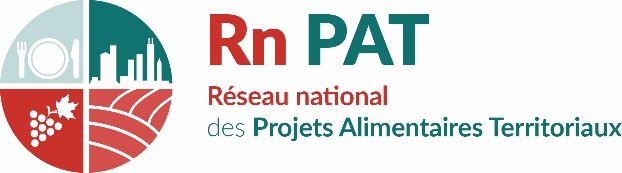 Rn PAT
Réseau national
des Projets Alimentaires Territoriaux